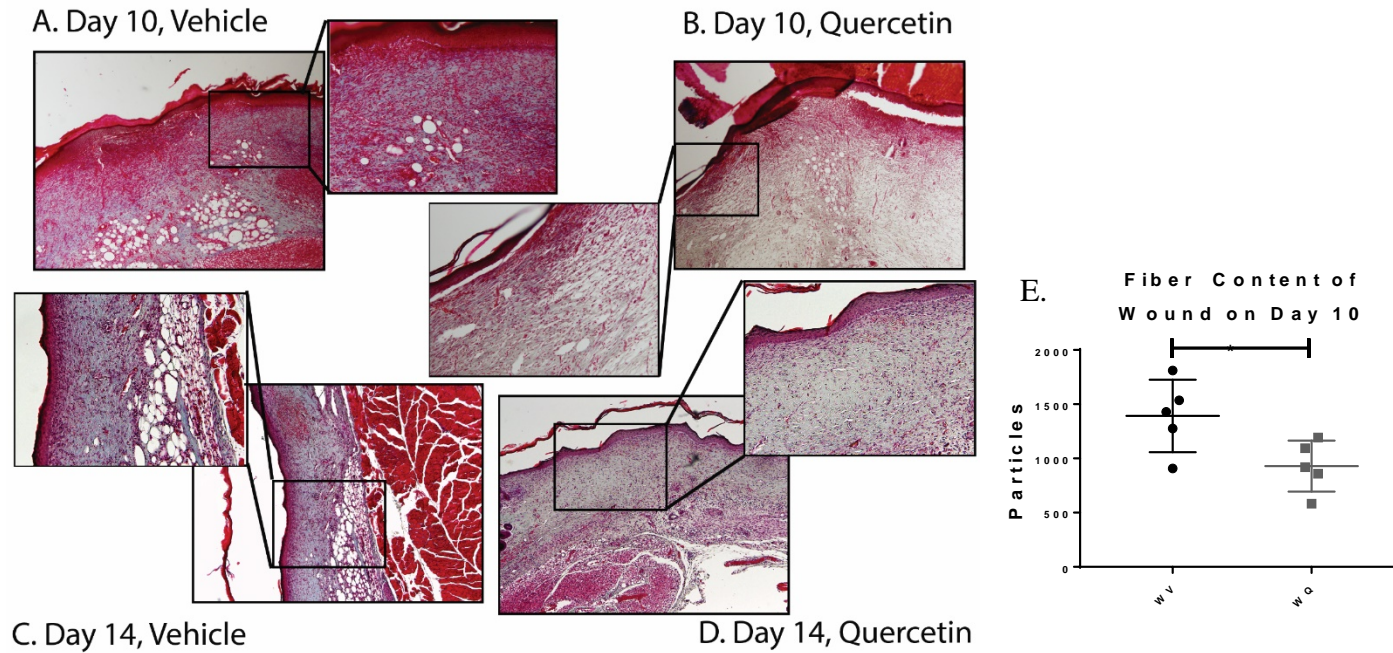 A. Day 10, Vehicle
B. Day 10, Quercetin
C. Day 14, Vehicle
D. Day 14, Quercetin
E.
Fiber Content of
Wound on Day 10
*
2000
1500
1000
500
0
Particles
WV
WQ